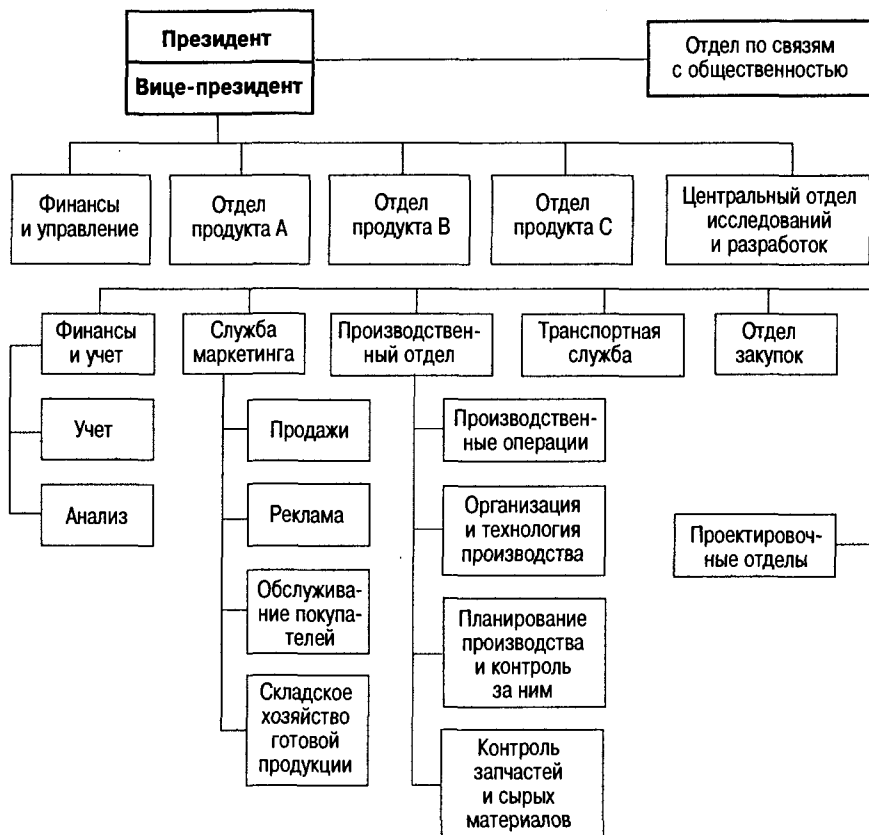 Президент
Вице-президент
Отдел по связям
с общественностью
Финансы
и управление
Отдел
продукта А
Отдел
продукта В
Отдел
продукта С
Центральный отдел
исследований
и разработок
Финансы
и учет
Служба
маркетинга
Производствен-
ный отдел
Транспортная
служба
Отдел
закупок
Учет
Анализ
Продажи
Реклама
Обслужива-
ние покупа-
телей
Складское
хозяйство
готовой
продукции
Производствен-
ные операции
Организация
и технология
производства
Планирование
производства
и контроль
за ним
Контроль
запчастей
и сырых
материалов
Проектировоч-
ные отделы